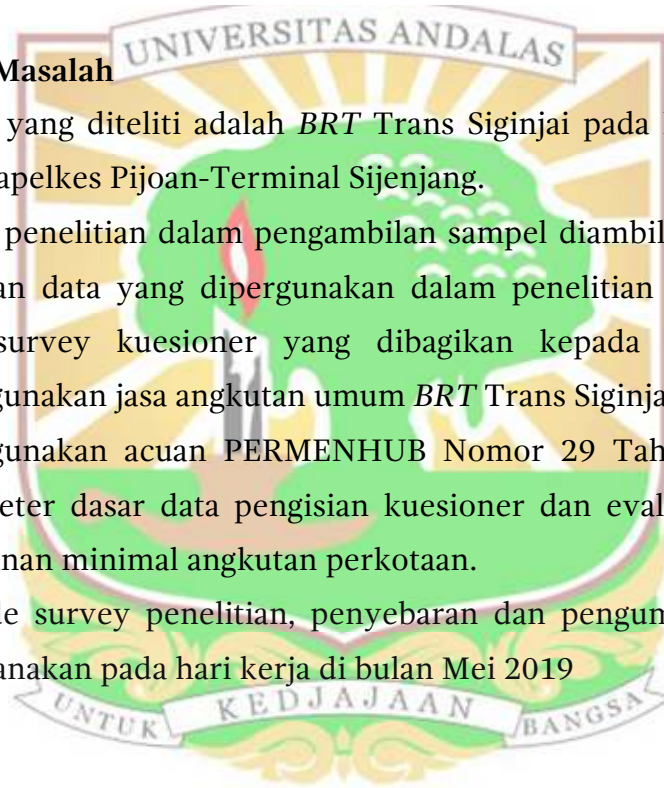 UNIVERSITAS ANDALAS
Masalah
yang diteliti adalah BRT Trans Siginjai pada
apelkes Pijoan-Terminal Sijenjang.
penelitian dalam pengambilan sampel diambil
an data yang dipergunakan dalam penelitian
survey kuesioner yang dibagikan kepada
gunakan jasa angkutan umum BRT Trans Siginja
gunakan acuan PERMENHUB Nomor 29 Tah
eter dasar data pengisian kuesioner dan eval
nan minimal angkutan perkotaan.
le survey penelitian, penyebaran dan pengum
anakan pada hari kerja di bulan Mei 2019
UNTUK KEDJAJAAN BANGSA